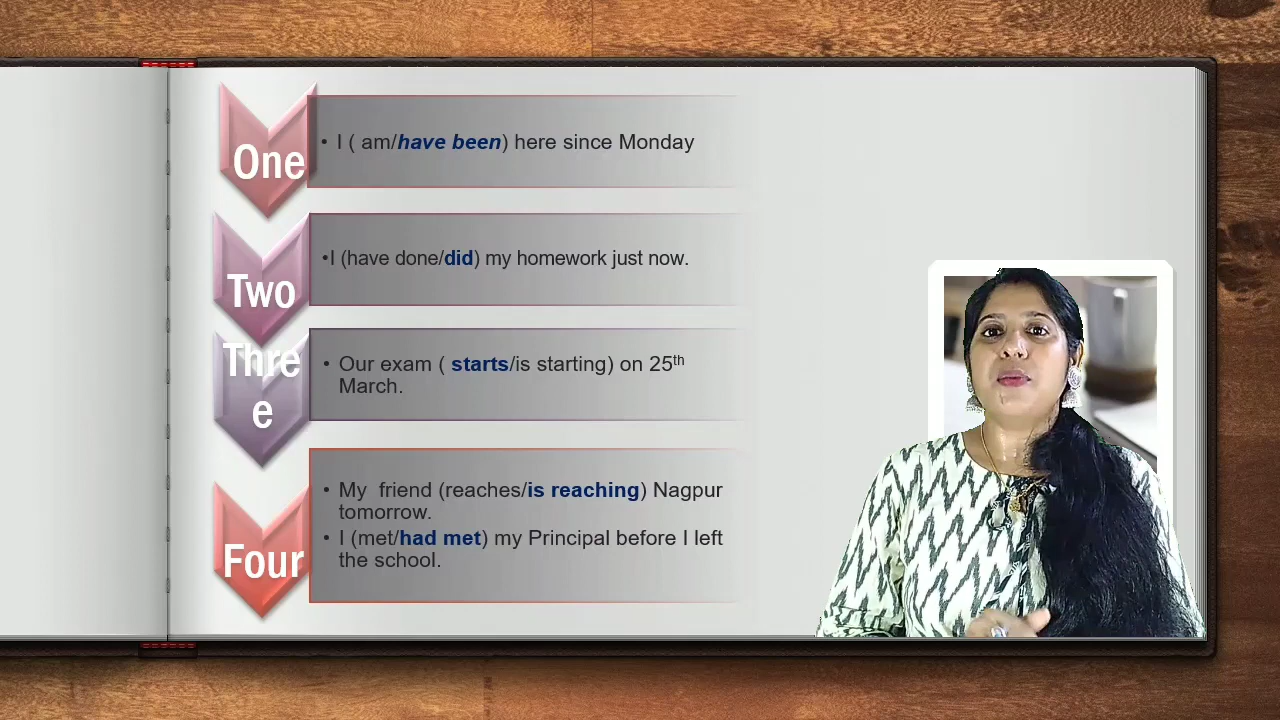 One
• I ( am/have been) here since Monday
Two
•I (have done/did) my homework just now.
Thre
e
• Our exam ( starts/is starting) on 25th
March.
Four
• My friend (reaches/is reaching) Nagpur
tomorrow.
• I (met/had met) my Principal before I left
the school.